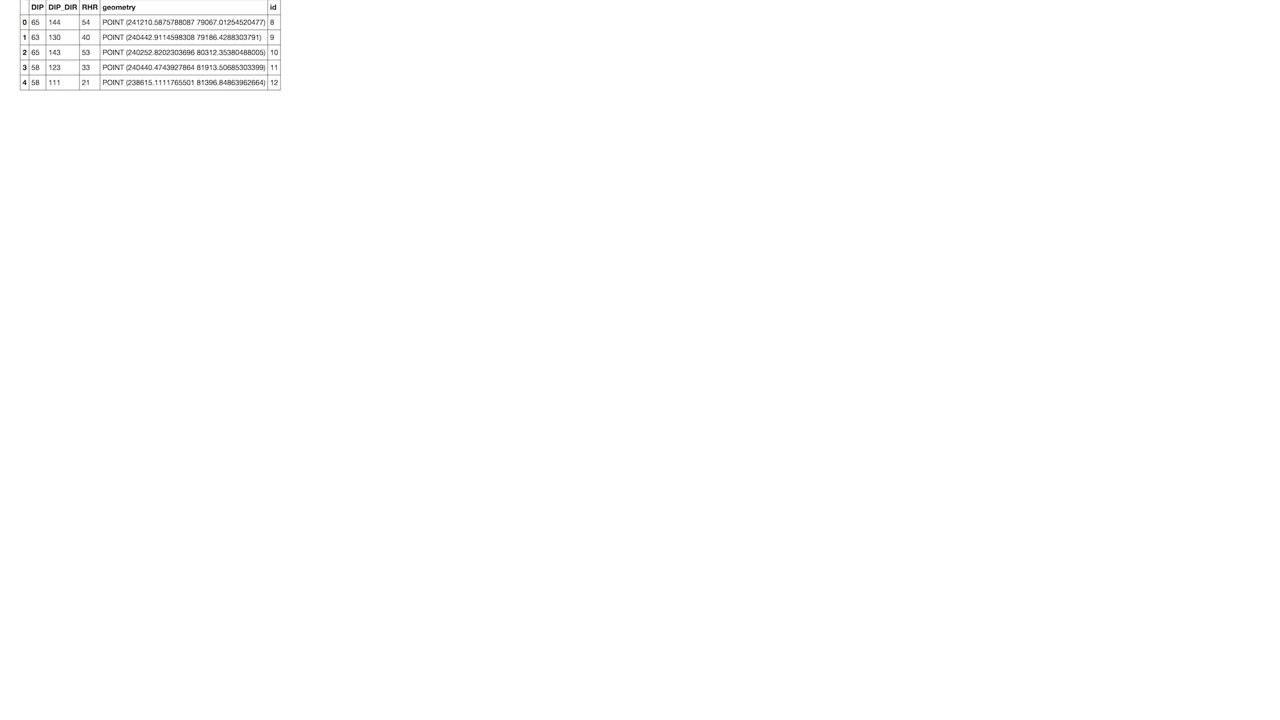 DIP DIP_DIR RHR geometry id
0 65 144 54 POINT (241210.5875788087 79067.01254520477) 8
1 63 130 40 POINT (240442.9114598308 79186.4288303791) 9
2 65 143 53 POINT (240252.8202303696 80312.35380488005) 10
3 58 123 33 POINT (240440.4743927864 81913.50685303399) 11
4 58 111 21 POINT (238615.1111765501 81396.84863962664) 12